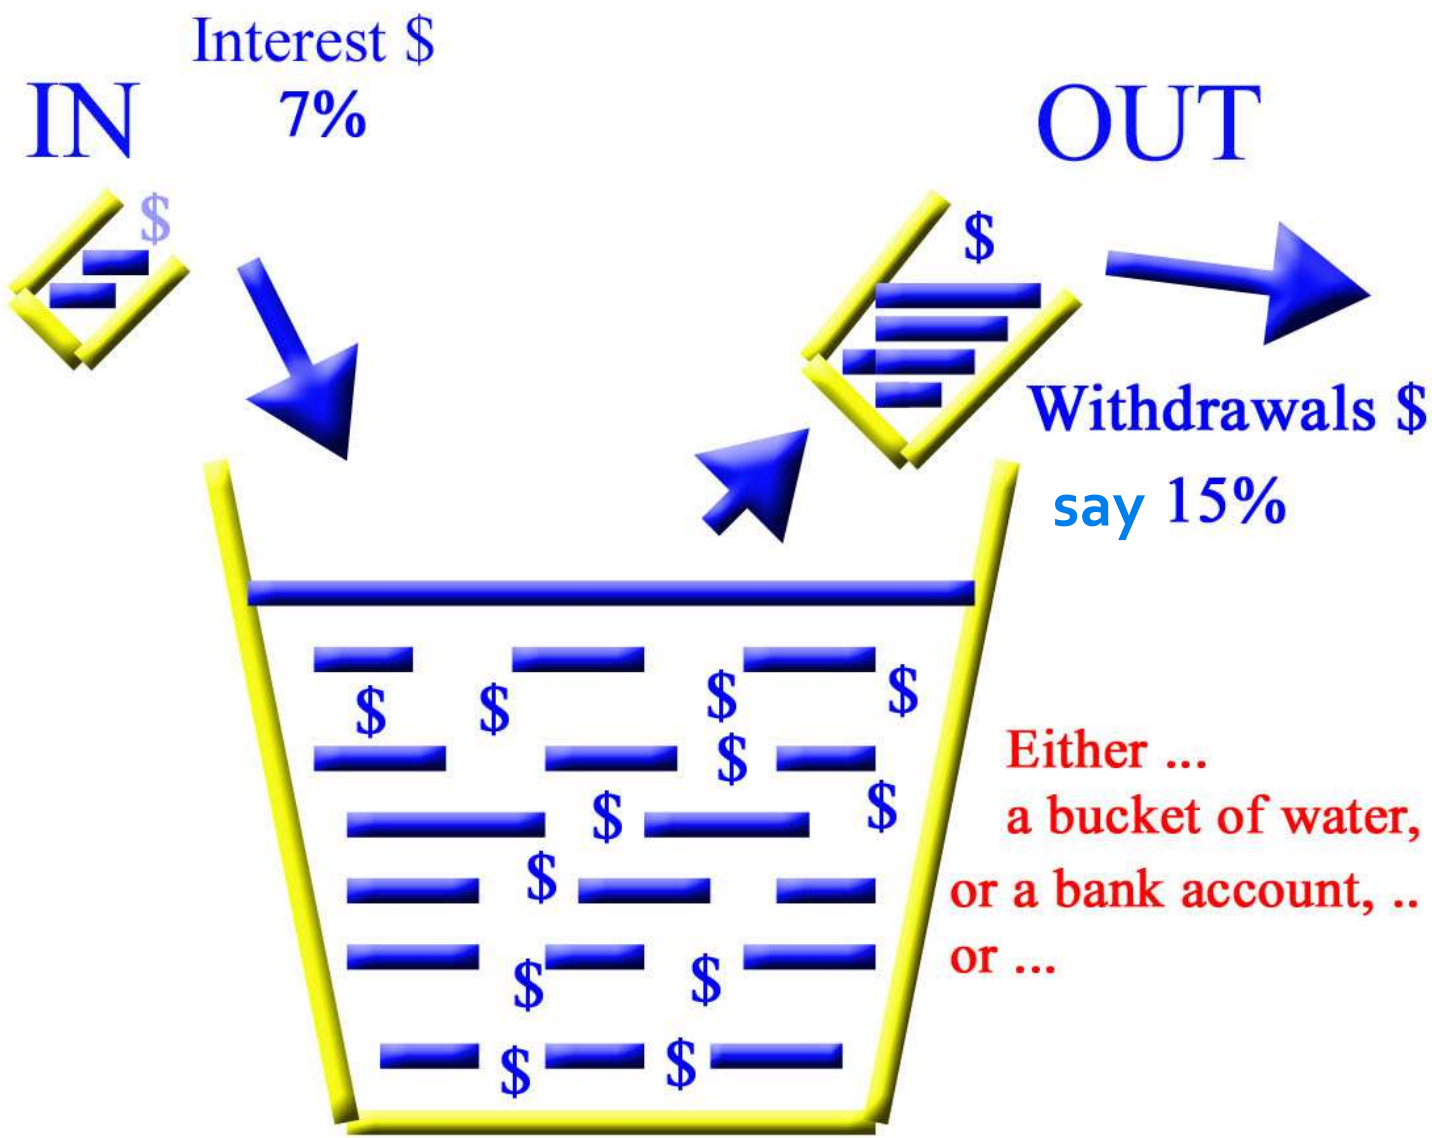 Interest $
IN
7%
OUT
$
$
Withdrawals $
say 15%
$ $ $ $
$
$ $
$
$ $
$ $
Either ...
a bucket of water,
or a bank account, ..
or ...